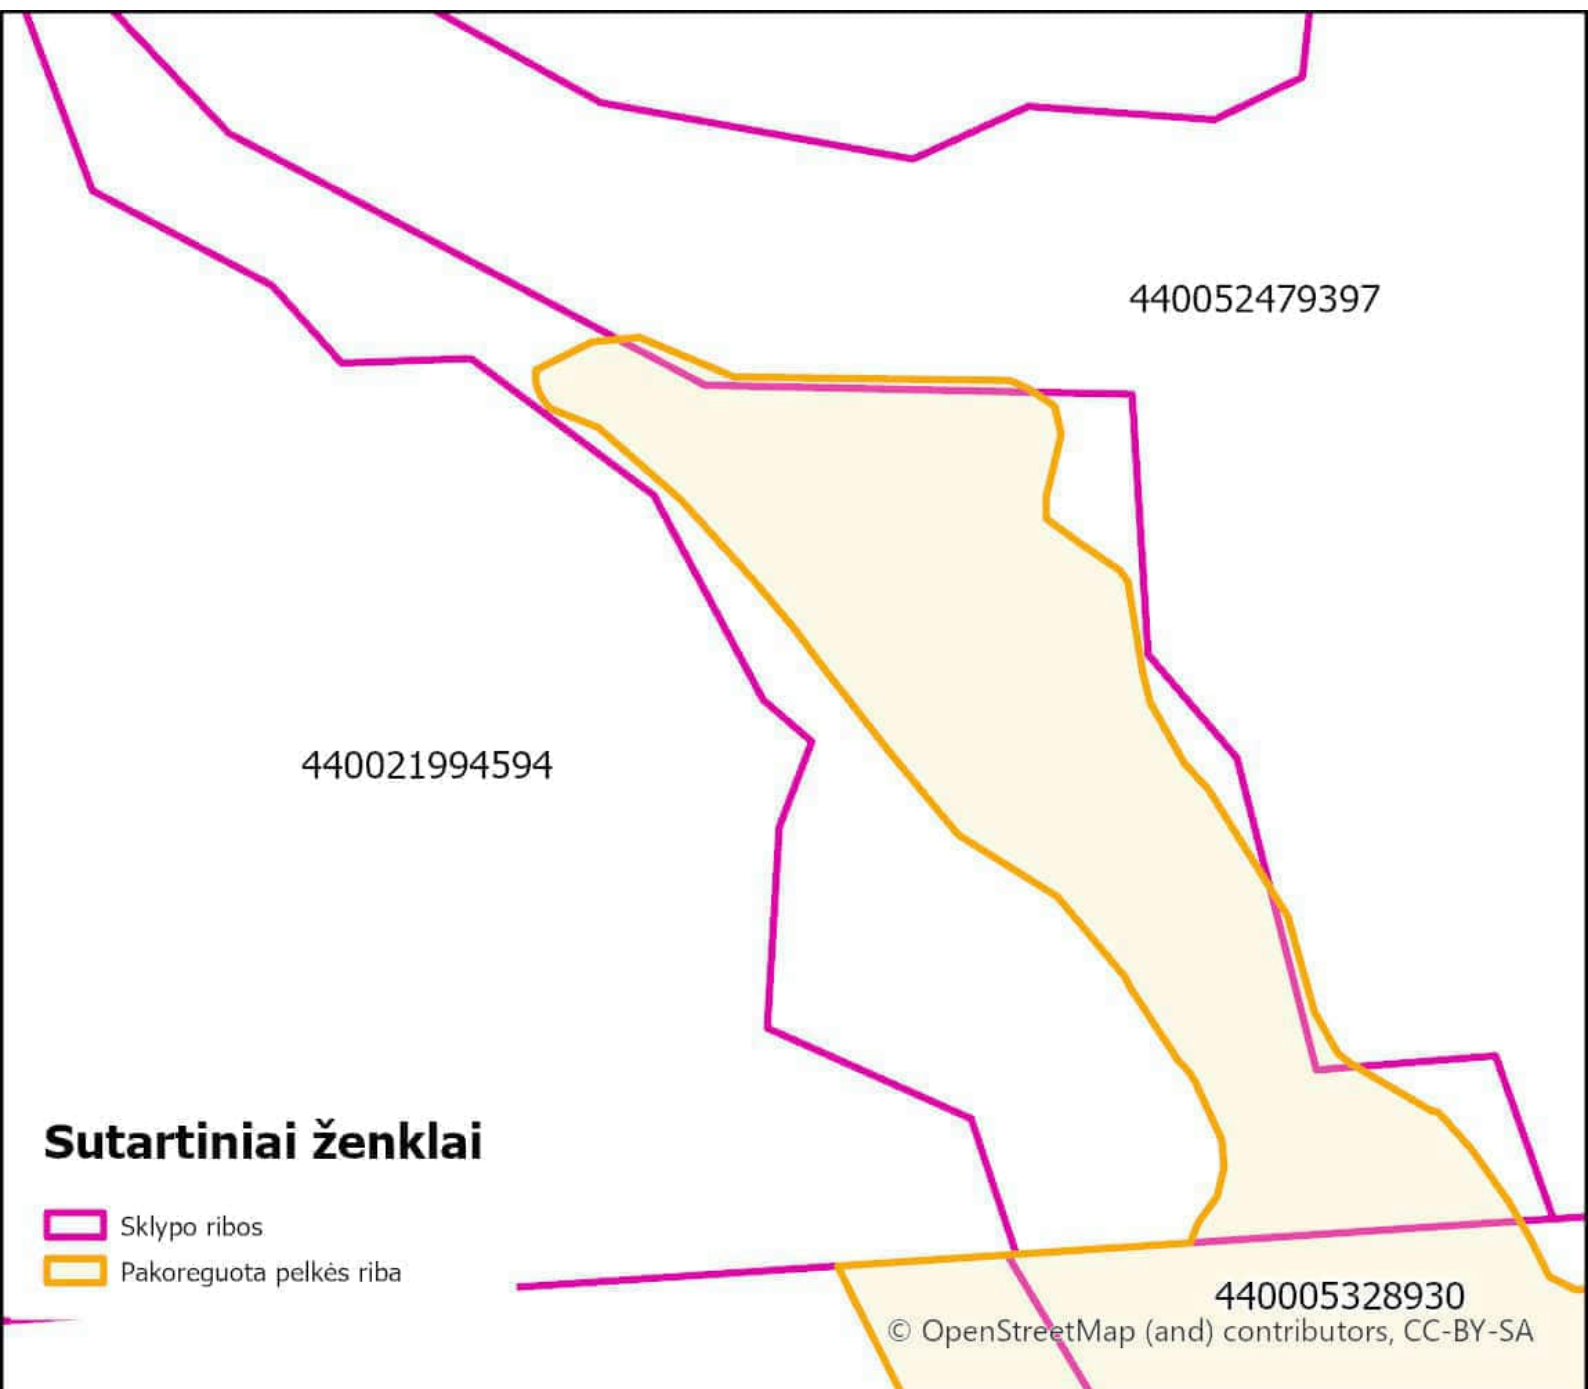 440052479397
440021994594
Sutartiniai ženklai
Sklypo ribos
Pakoreguota pelkės riba
440005328930
© OpenStreetMap (and) contributors, CC-BY-SA